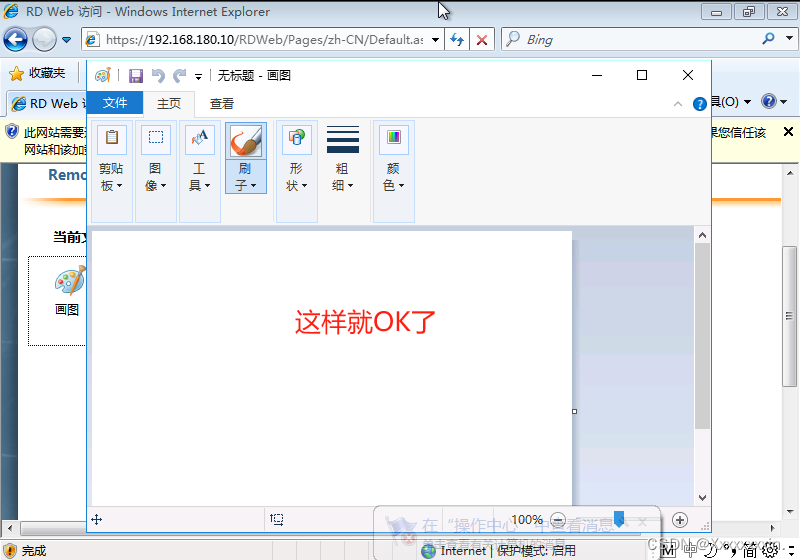 RD Web 访问 - Windows Internet Explorer
https://192.168.180.10/RDWeb/Pages/zh-CN/Default.as
Bing
收藏夹
无标题 - 画图
RD Web
具(O)
文件
主页
查看
此网站需要
果您信任该
网站和该加
剪贴板
图像
工具
刷子
形状
粗细
颜色
Remo
当前文
画图
这样就OK了
100%
在“操作中心”中查看消息
完成
Internet | 保护模式: 启用
M 中 简